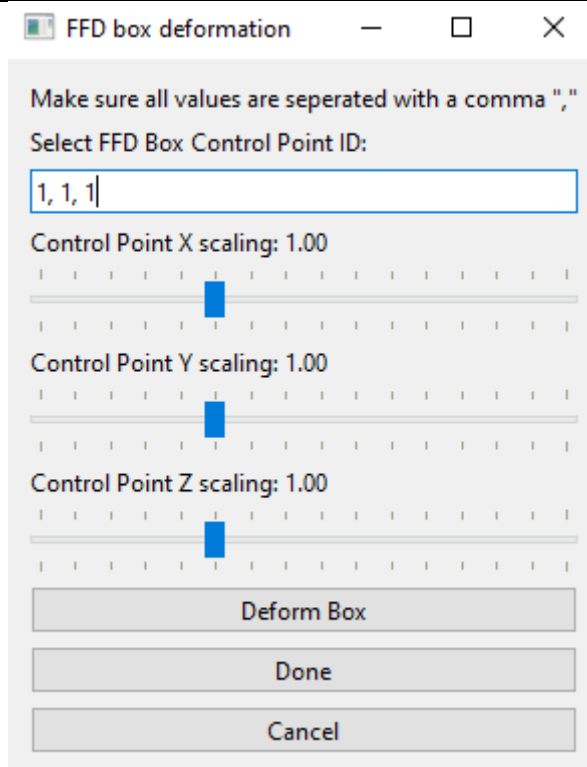 FFD box deformation
Make sure all values are seperated with a comma ","
Select FFD Box Control Point ID:
1, 1, 1
Control Point X scaling: 1.00
Control Point Y scaling: 1.00
Control Point Z scaling: 1.00
Deform Box
Done
Cancel